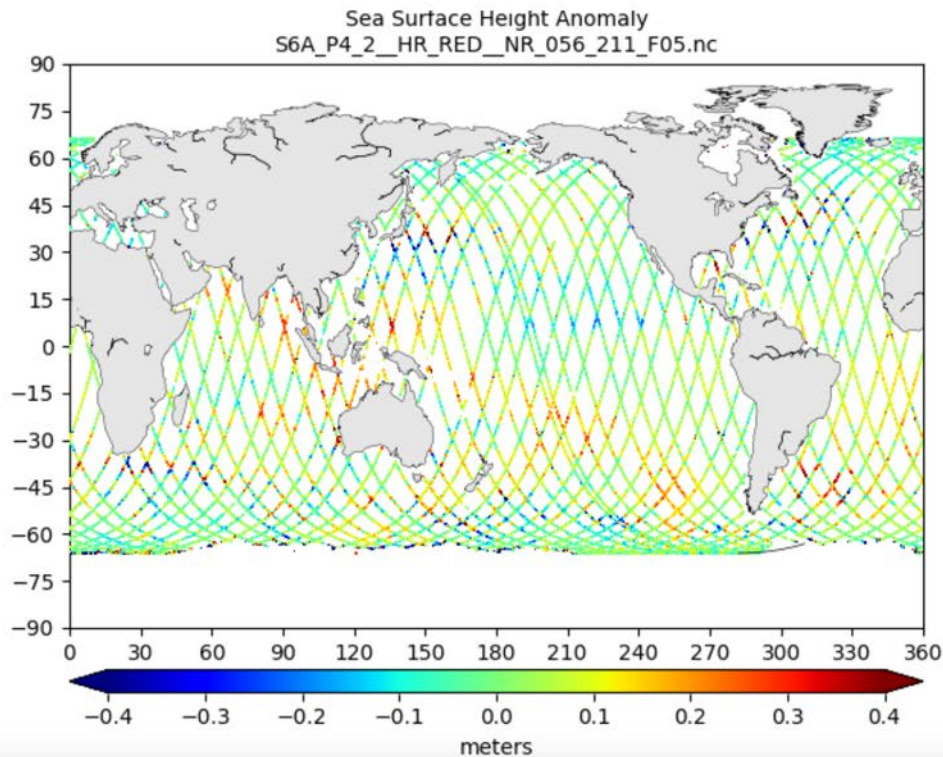 Sea Surface Height Anomaly
S6A_P4_2__HR_RED__NR_056_211_F05.nc
90
75
60
45
30
15
0
−15
−30
−45
−60
−75
−90
0 30 60 90 120 150 180 210 240 270 300 330 360
−0.4 −0.3 −0.2 −0.1 0.0 0.1 0.2 0.3 0.4
meters